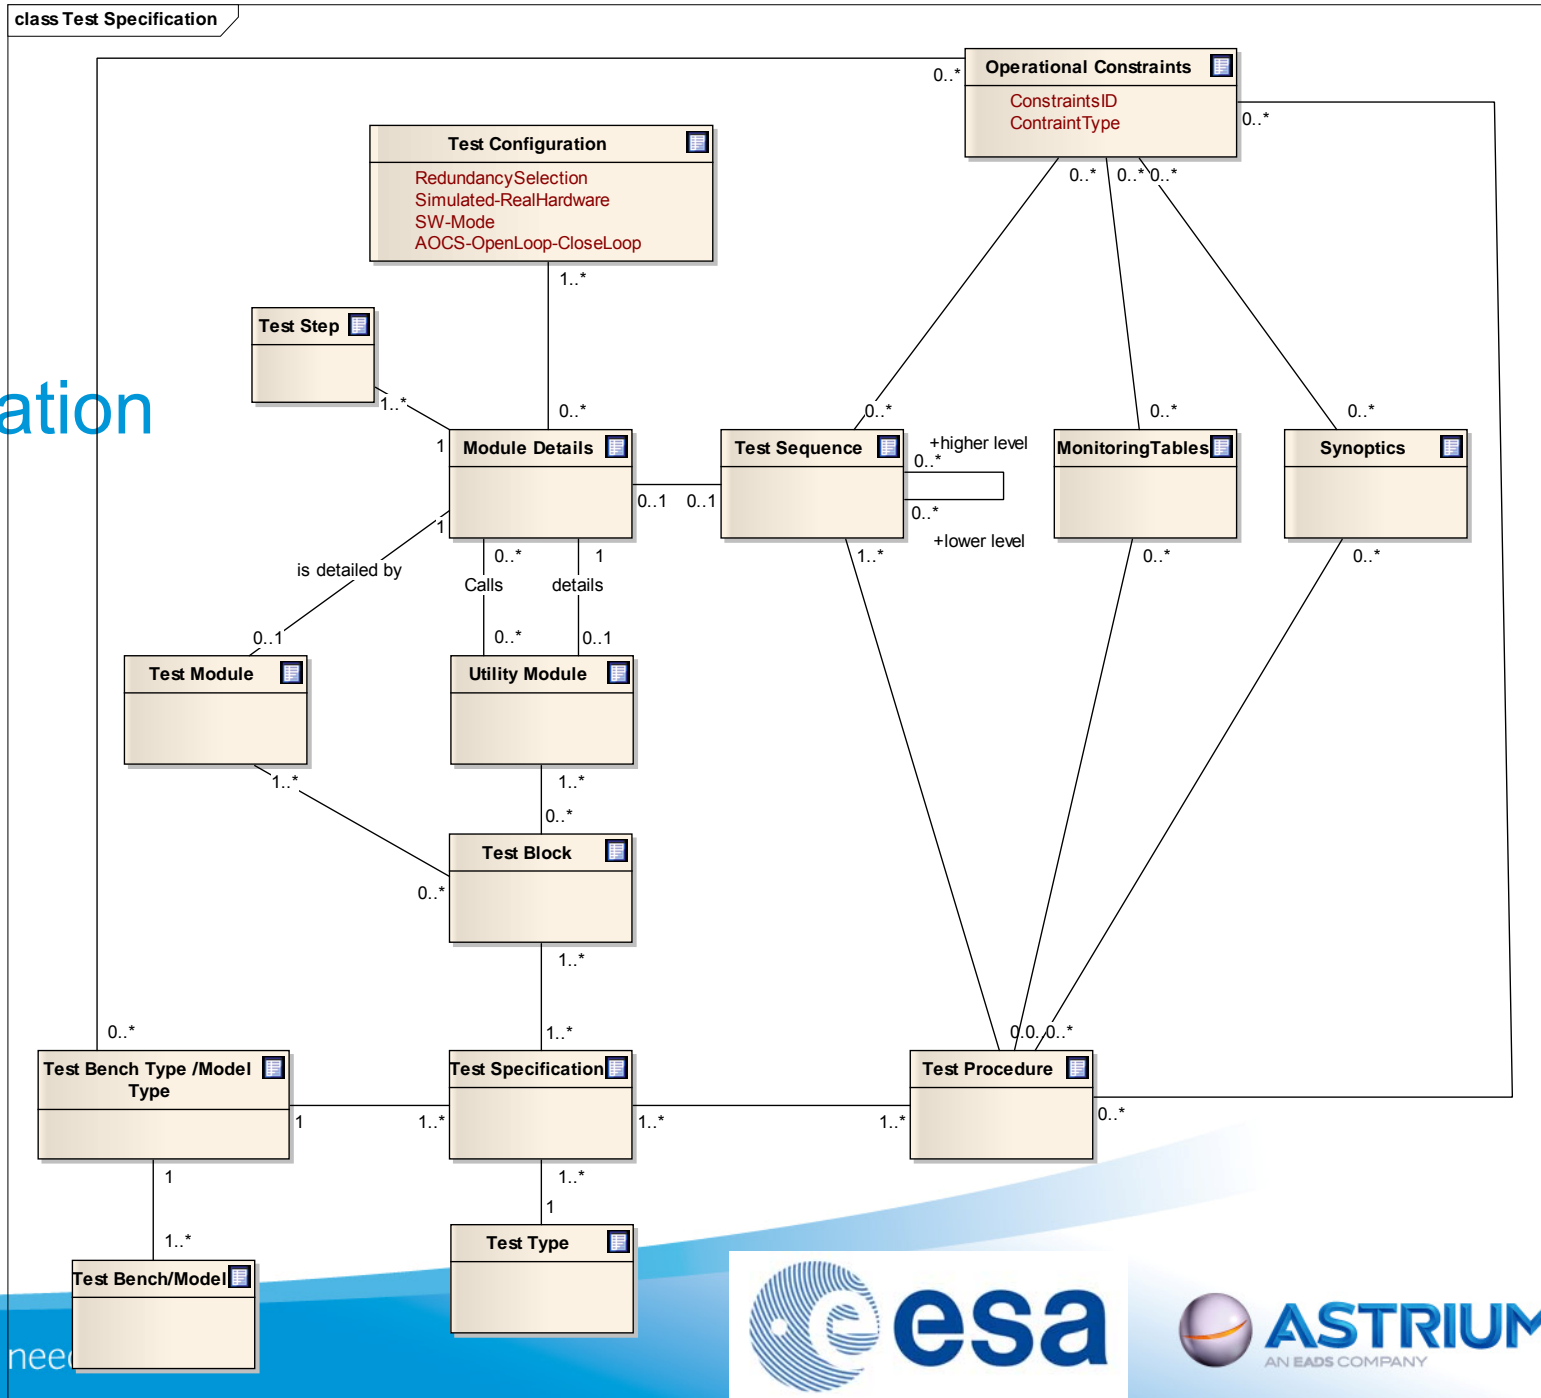 class Test Specification
Operational Constraints
ConstraintsID
ContraintType
0..*
0..*
0..*
0..*
0..*
Test Configuration
RedundancySelection
Simulated-RealHardware
SW-Mode
AOCS-OpenLoop-CloseLoop
1..*
Test Step
1..*
ation
0..*
0..*
0..*
0..*
1
Module Details
Test Sequence
+higher level
0..*
MonitoringTables
Synoptics
0..1
0..1
0..*
+lower level
1
0..*
1
1..*
0..*
0..*
is detailed by
Calls
details
0..1
0..*
0..1
Test Module
Utility Module
1..*
1..*
0..*
Test Block
0..*
1..*
0..*
1..*
0..*
Test Bench Type /Model
Type
Test Specification
Test Procedure
1
1..*
1..*
1..*
0..*
1
1..*
1
1..*
Test Type
Test Bench/Model
esa
ASTRIUM
AN EADS COMPANY